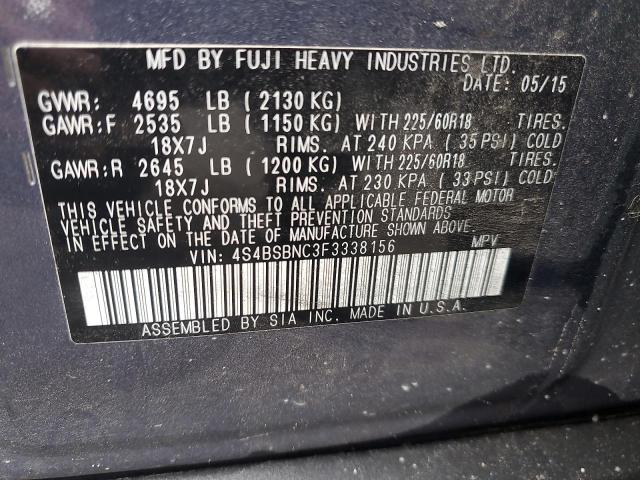 MFD BY FUJI HEAVY INDUSTRIES LTD.
DATE: 05/15
GVWR: 4695 LB ( 2130 KG)
GAWR:F 2535 LB ( 1150 KG) WITH 225/60R18 TIRES.
18X7J RIMS. AT 240 KPA ( 35 PSI) COLD
GAWR:R 2645 LB ( 1200 KG) WITH 225/60R18 TIRES.
18X7J RIMS. AT 230 KPA ( 33 PSI) COLD
THIS VEHICLE CONFORMS TO ALL APPLICABLE FEDERAL MOTOR
VEHICLE SAFETY AND THEFT PREVENTION STANDARDS
IN EFFECT ON THE DATE OF MANUFACTURE SHOWN ABOVE.
VIN: 4S4BSBNC3F3338156 MPV
ASSEMBLED BY SIA INC. MADE IN U.S.A.